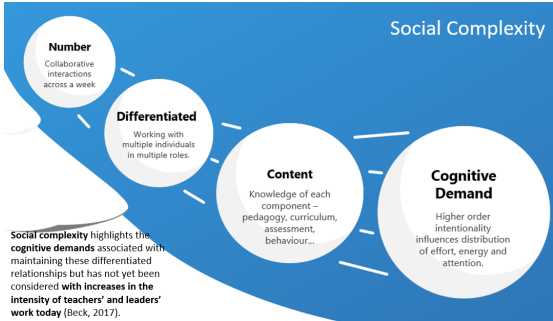 Social Complexity
Number
Collaborative
interactions
across a week
Differentiated
Working with
multiple individuals
in multiple roles.
Content
Knowledge of each
component –
pedagogy, curriculum,
assessment,
behaviour...
Cognitive
Demand
Higher order
intentionality
influences distribution
of effort, energy and
attention.
Social complexity highlights the
cognitive demands associated with
maintaining these differentiated
relationships but has not yet been
considered with increases in the
intensity of teachers’ and leaders’
work today (Beck, 2017).